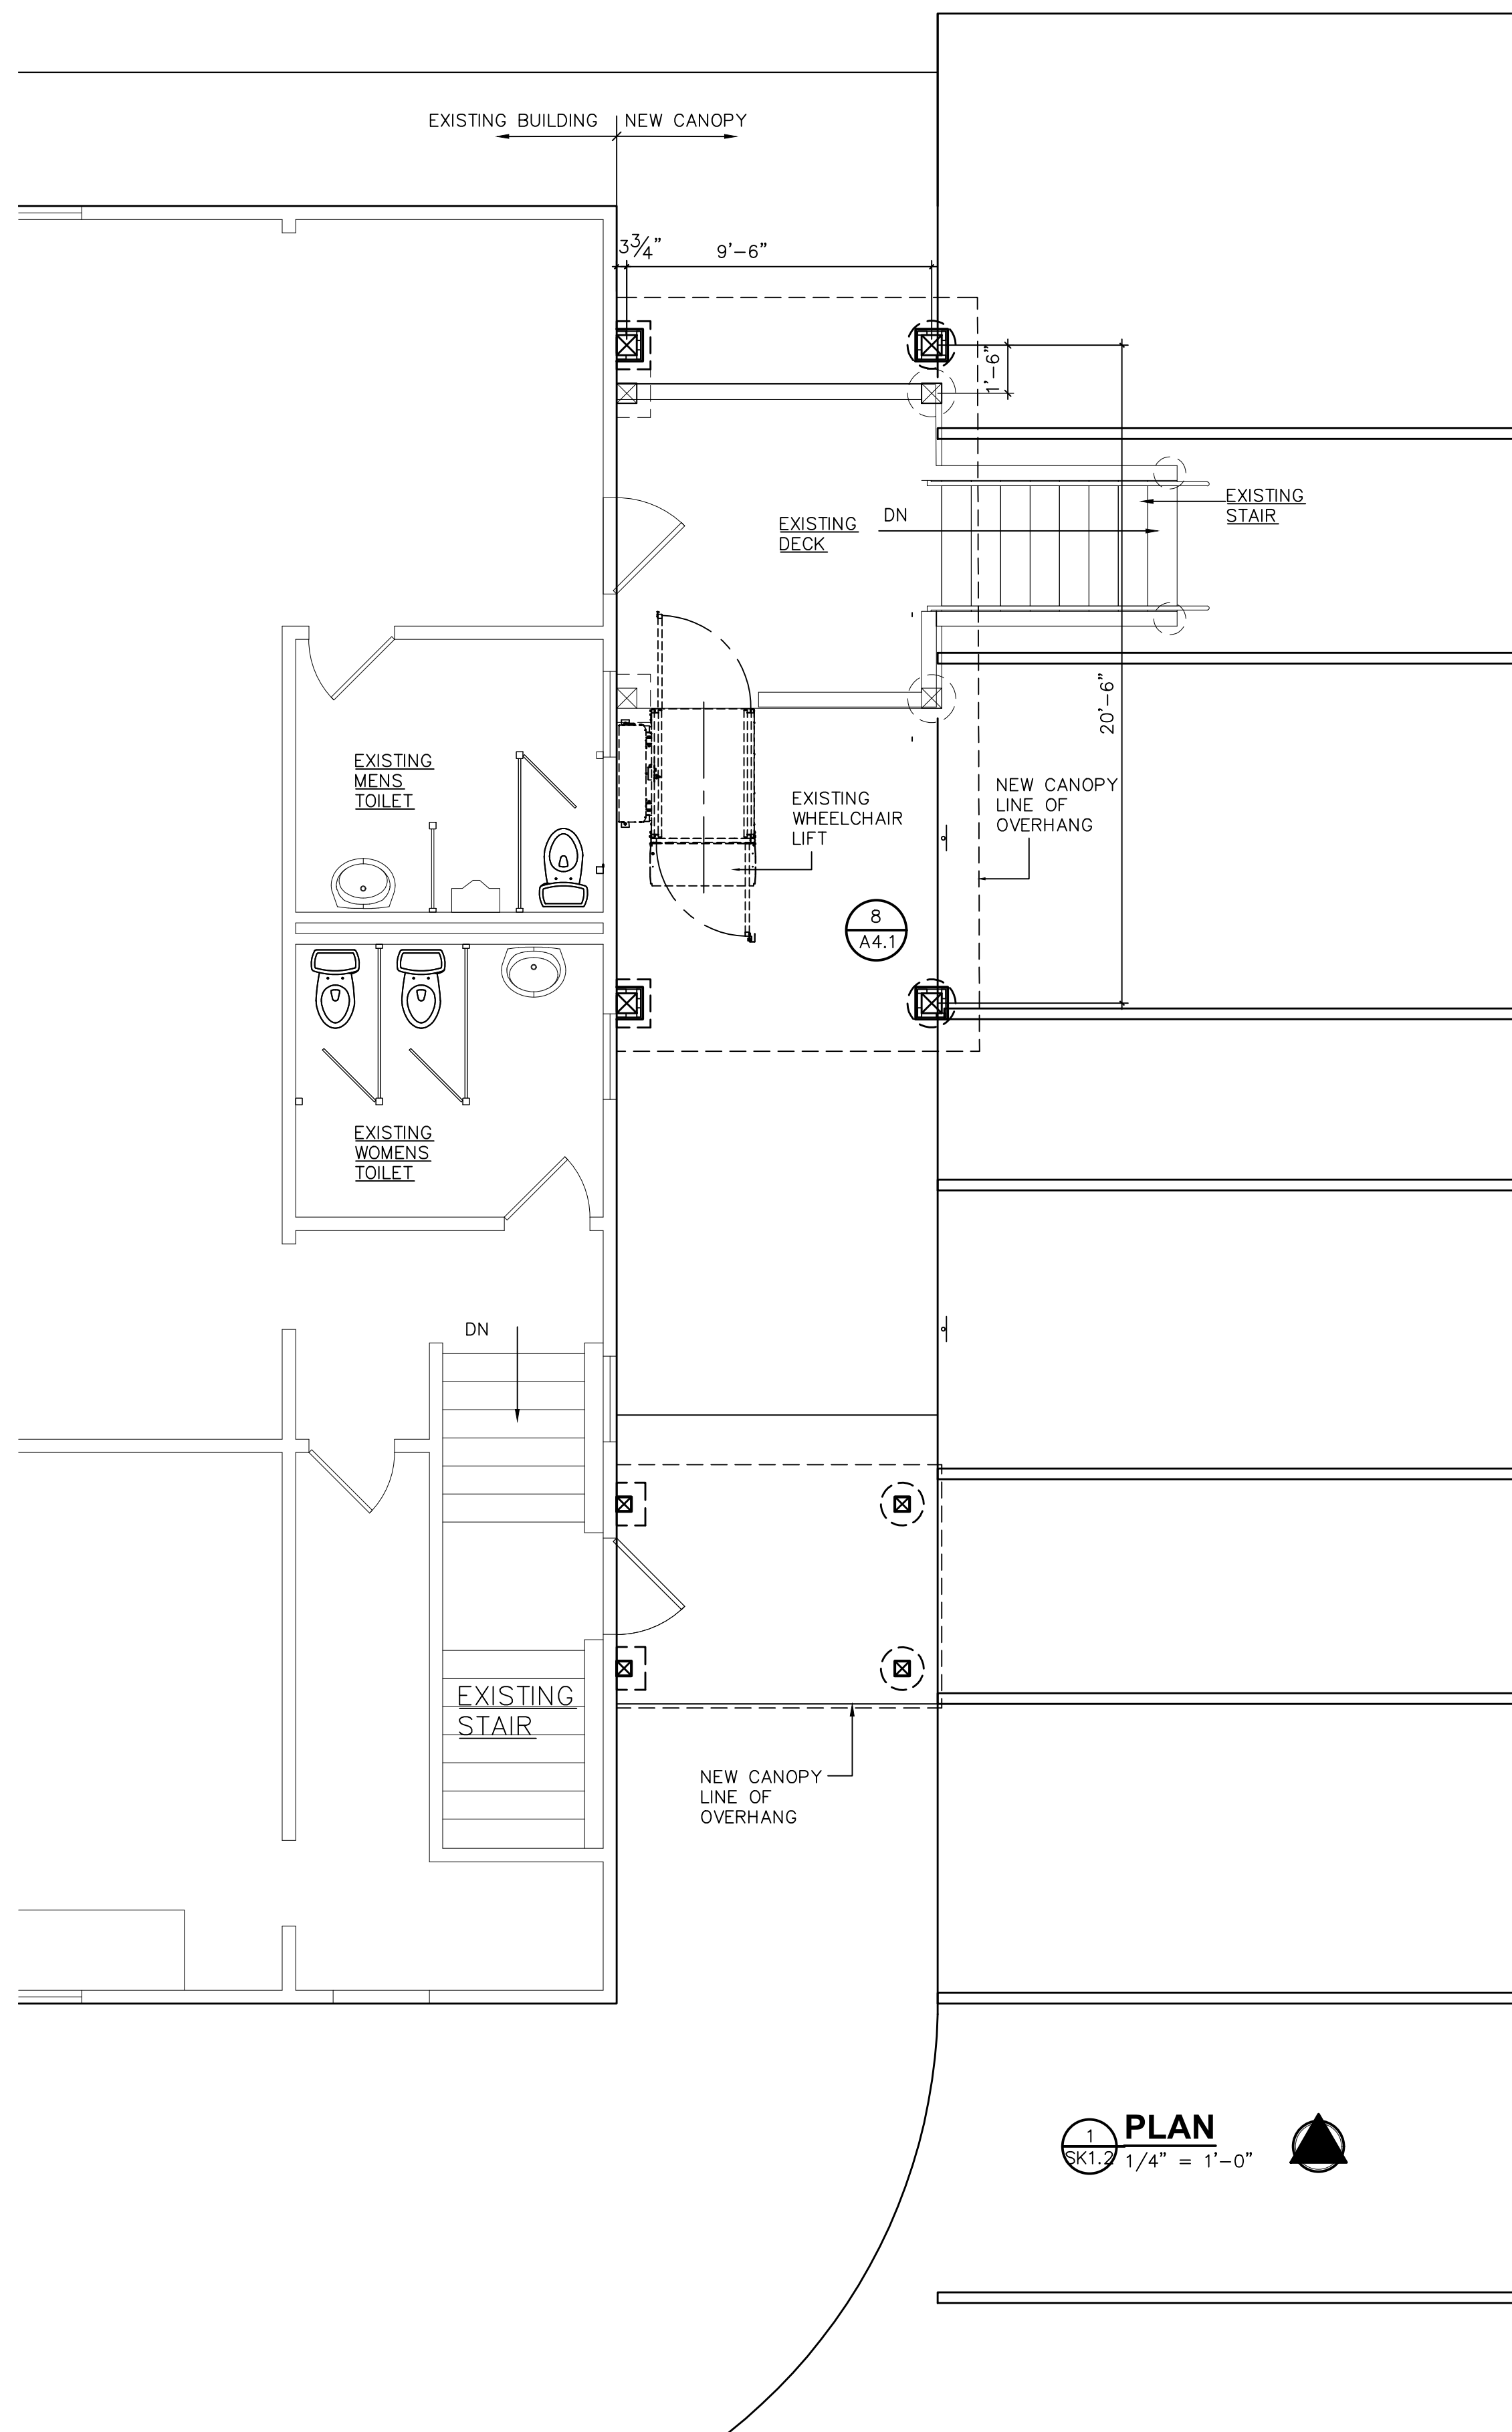 EXISTING BUILDING
NEW CANOPY
3 3/4"
9'-6"
1'-6"
EXISTING
STAIR
DN
EXISTING
DECK
20'-6"
EXISTING
MENS
TOILET
NEW CANOPY
LINE OF
OVERHANG
EXISTING
WHEELCHAIR
LIFT
8
A4.1
EXISTING
WOMENS
TOILET
DN
EXISTING
STAIR
NEW CANOPY
LINE OF
OVERHANG
1
SK1.2
PLAN
1/4" = 1'-0"